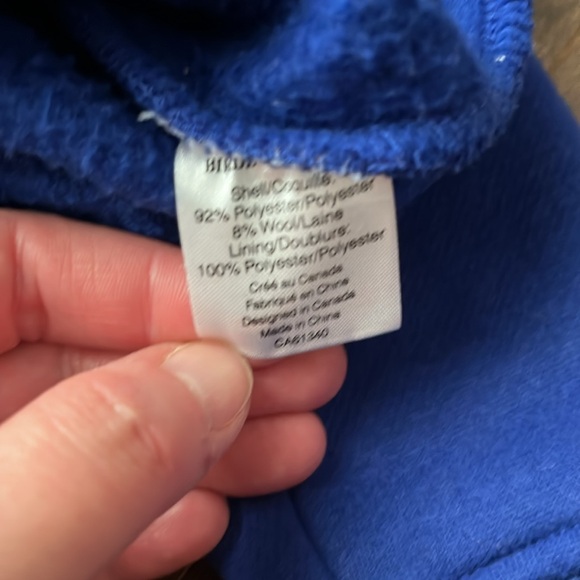 Shell/Coquille:
92% Polyester/Polyester
8% Wool/Laine
Lining/Doublure:
100% Polyester/Polyester
Créé au Canada
Fabriqué en Chine
Designed in Canada
Made in China
CA61340